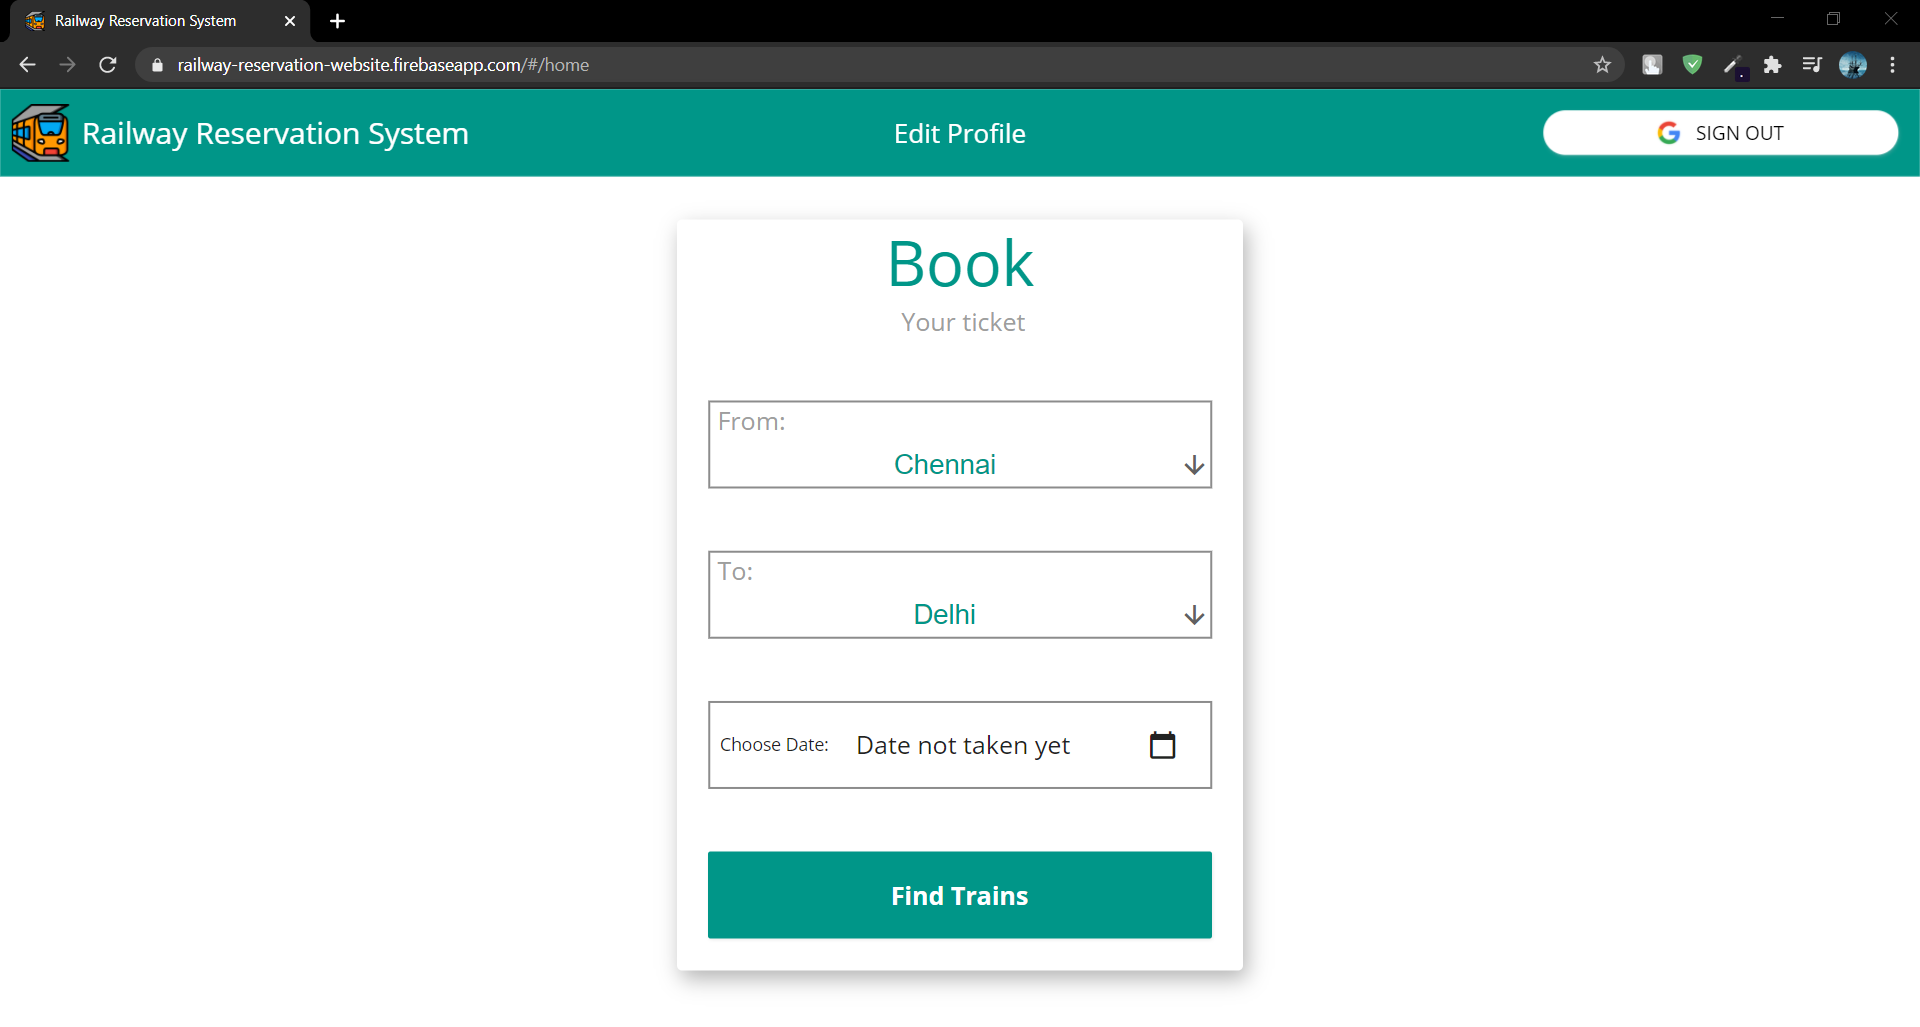 Railway Reservation System
railway-reservation-website.firebaseapp.com/#/home
Railway Reservation System
Edit Profile
SIGN OUT
Book
Your ticket
From:
Chennai
To:
Delhi
Choose Date: Date not taken yet
Find Trains